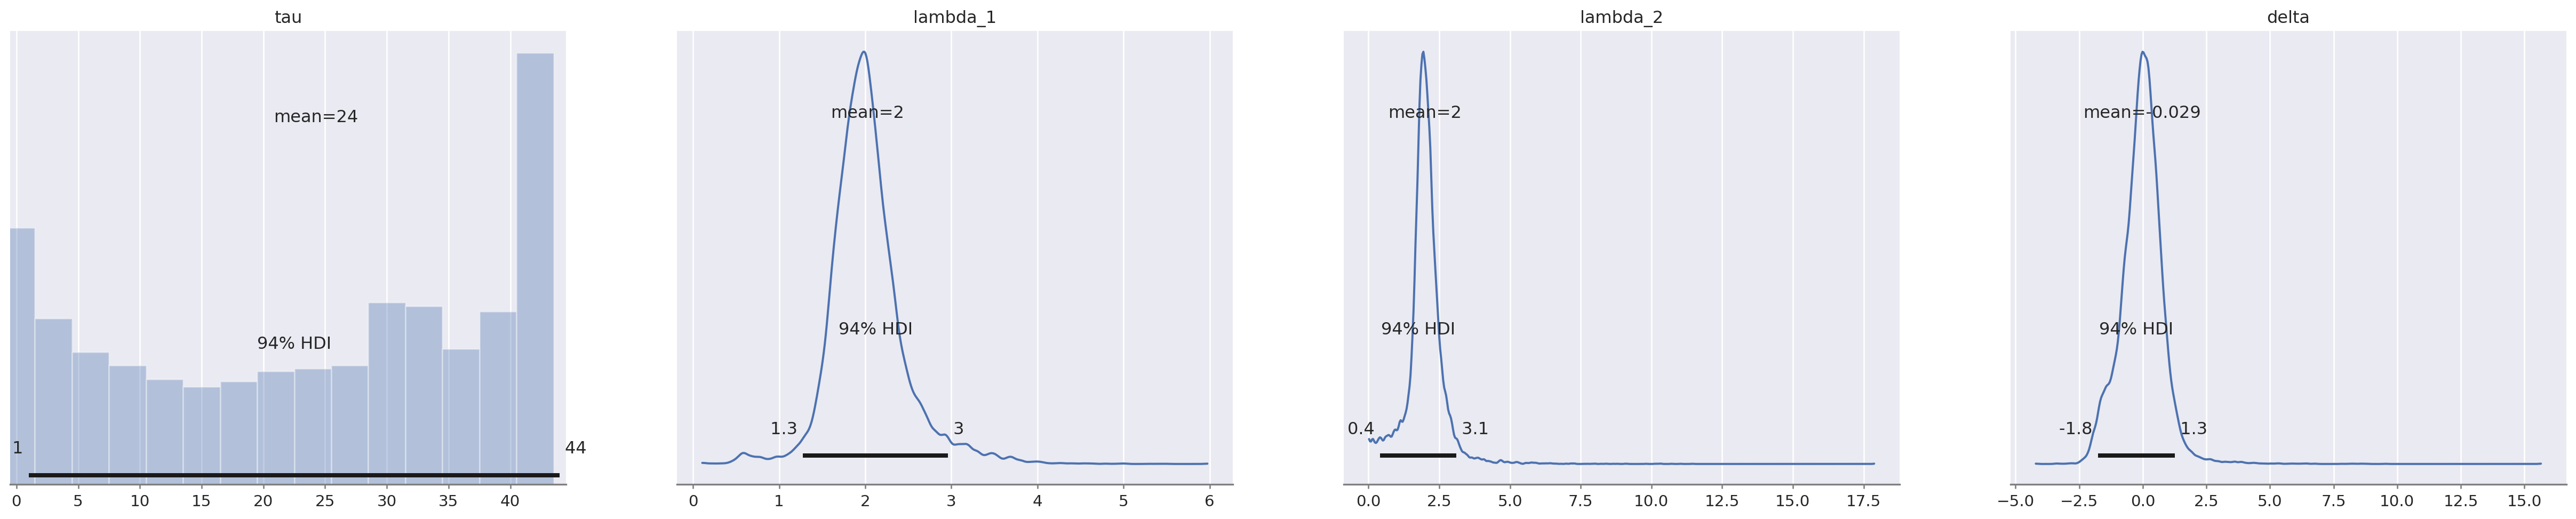 tau
mean=24
94% HDI
1
44
0 5 10 15 20 25 30 35 40
lambda_1
mean=2
94% HDI
1.3
3
0 1 2 3 4 5 6
lambda_2
mean=2
94% HDI
0.4
3.1
0.0 2.5 5.0 7.5 10.0 12.5 15.0 17.5
delta
mean=-0.029
94% HDI
-1.8
1.3
−5.0 −2.5 0.0 2.5 5.0 7.5 10.0 12.5 15.0